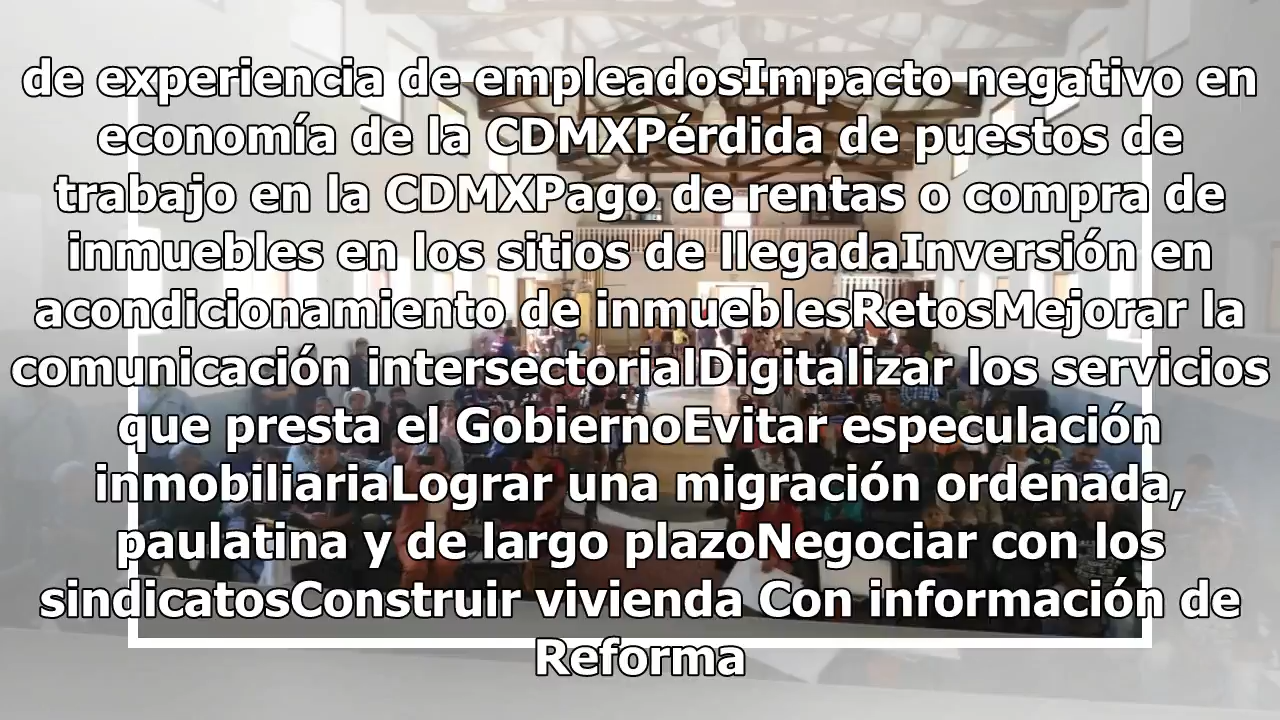 de experiencia de empleadosImpacto negativo en
economía de la CDMXPérdida de puestos de
trabajo en la CDMXPago de rentas o compra de
inmuebles en los sitios de llegadaInversión en
acondicionamiento de inmueblesRetosMejorar la
comunicación intersectorialDigitalizar los servicios
que presta el GobiernoEvitar especulación
inmobiliariaLograr una migración ordenada,
paulatina y de largo plazoNegociar con los
sindicatosConstruir vivienda Con información de
Reforma